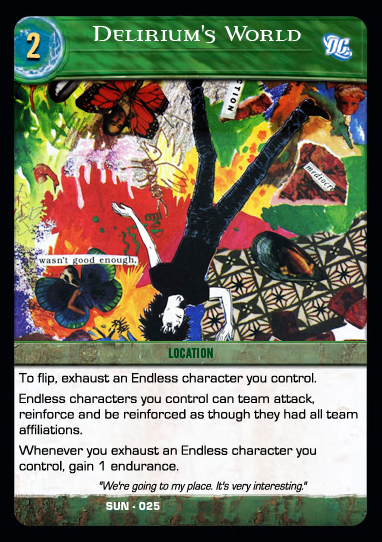 2
DELIRIUM'S WORLD
DC
CTION
mediocre
wasn't good enough.
LOCATION
To flip, exhaust an Endless character you control.
Endless characters you control can team attack,
reinforce and be reinforced as though they had all team
affiliations.
Whenever you exhaust an Endless character you
control, gain 1 endurance.
"We're going to my place. It's very interesting."
SUN - 025